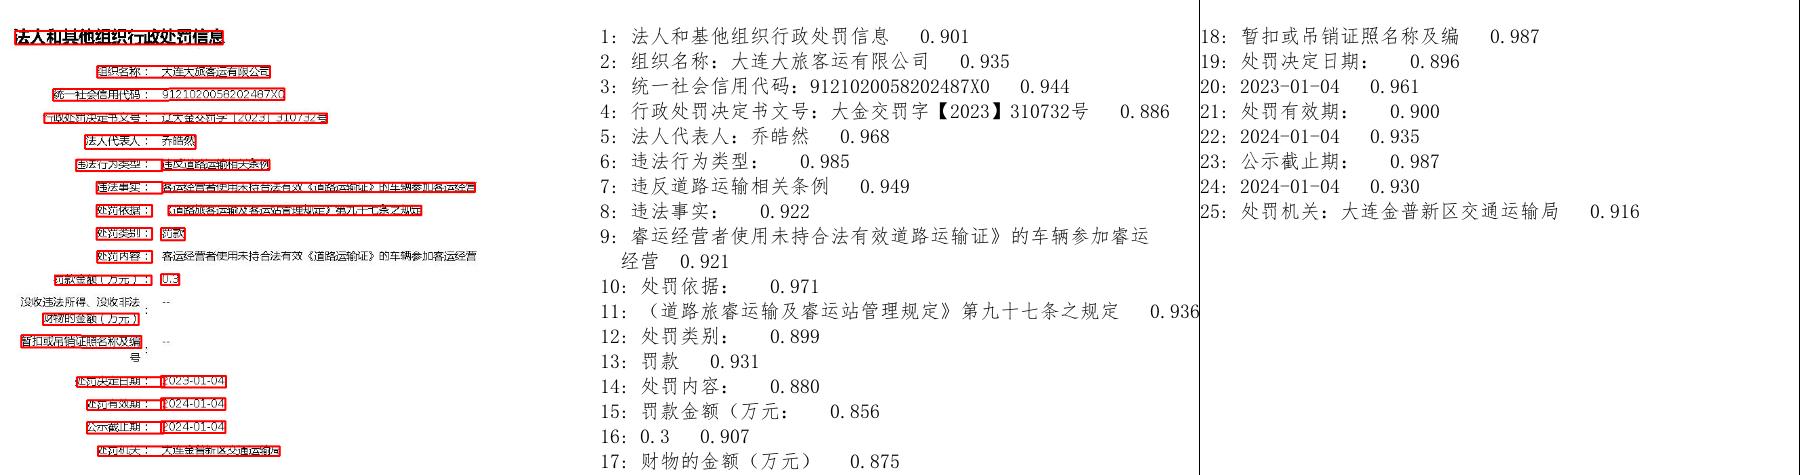 法人和其他组织行政处罚信息
组织名称： 大连大旅客运有限公司
统一社会信用代码： 9121020058202487X0
行政处罚决定书文号： 辽大金交罚字【2023】310732号
法人代表人： 乔皓然
违法行为类型： 违反道路运输相关条例
违法事实： 客运经营者使用未持合法有效《道路运输证》的车辆参加客运经营
处罚依据： 《道路旅客运输及客运站管理规定》第九十七条之规定
处罚类别： 罚款
处罚内容： 客运经营者使用未持合法有效《道路运输证》的车辆参加客运经营
罚款金额（万元）： 0.3
没收违法所得、没收非法
财物的金额（万元）： --
暂扣或吊销证照名称及编
号： --
处罚决定日期： 2023-01-04
处罚有效期： 2024-01-04
公示截止期： 2024-01-04
处罚机关： 大连金普新区交通运输局
1: 法人和基他组织行政处罚信息 0.901
2: 组织名称：大连大旅客运有限公司 0.935
3: 统一社会信用代码：9121020058202487X0 0.944
4: 行政处罚决定书文号：大金交罚字【2023】310732号 0.886
5: 法人代表人：乔皓然 0.968
6: 违法行为类型： 0.985
7: 违反道路运输相关条例 0.949
8: 违法事实： 0.922
9: 睿运经营者使用未持合法有效道路运输证》的车辆参加睿运
经营 0.921
10: 处罚依据： 0.971
11: （道路旅睿运输及睿运站管理规定》第九十七条之规定 0.936
12: 处罚类别： 0.899
13: 罚款 0.931
14: 处罚内容： 0.880
15: 罚款金额（万元： 0.856
16: 0.3 0.907
17: 财物的金额（万元） 0.875
18: 暂扣或吊销证照名称及编 0.987
19: 处罚决定日期： 0.896
20: 2023-01-04 0.961
21: 处罚有效期： 0.900
22: 2024-01-04 0.935
23: 公示截止期： 0.987
24: 2024-01-04 0.930
25: 处罚机关：大连金普新区交通运输局 0.916